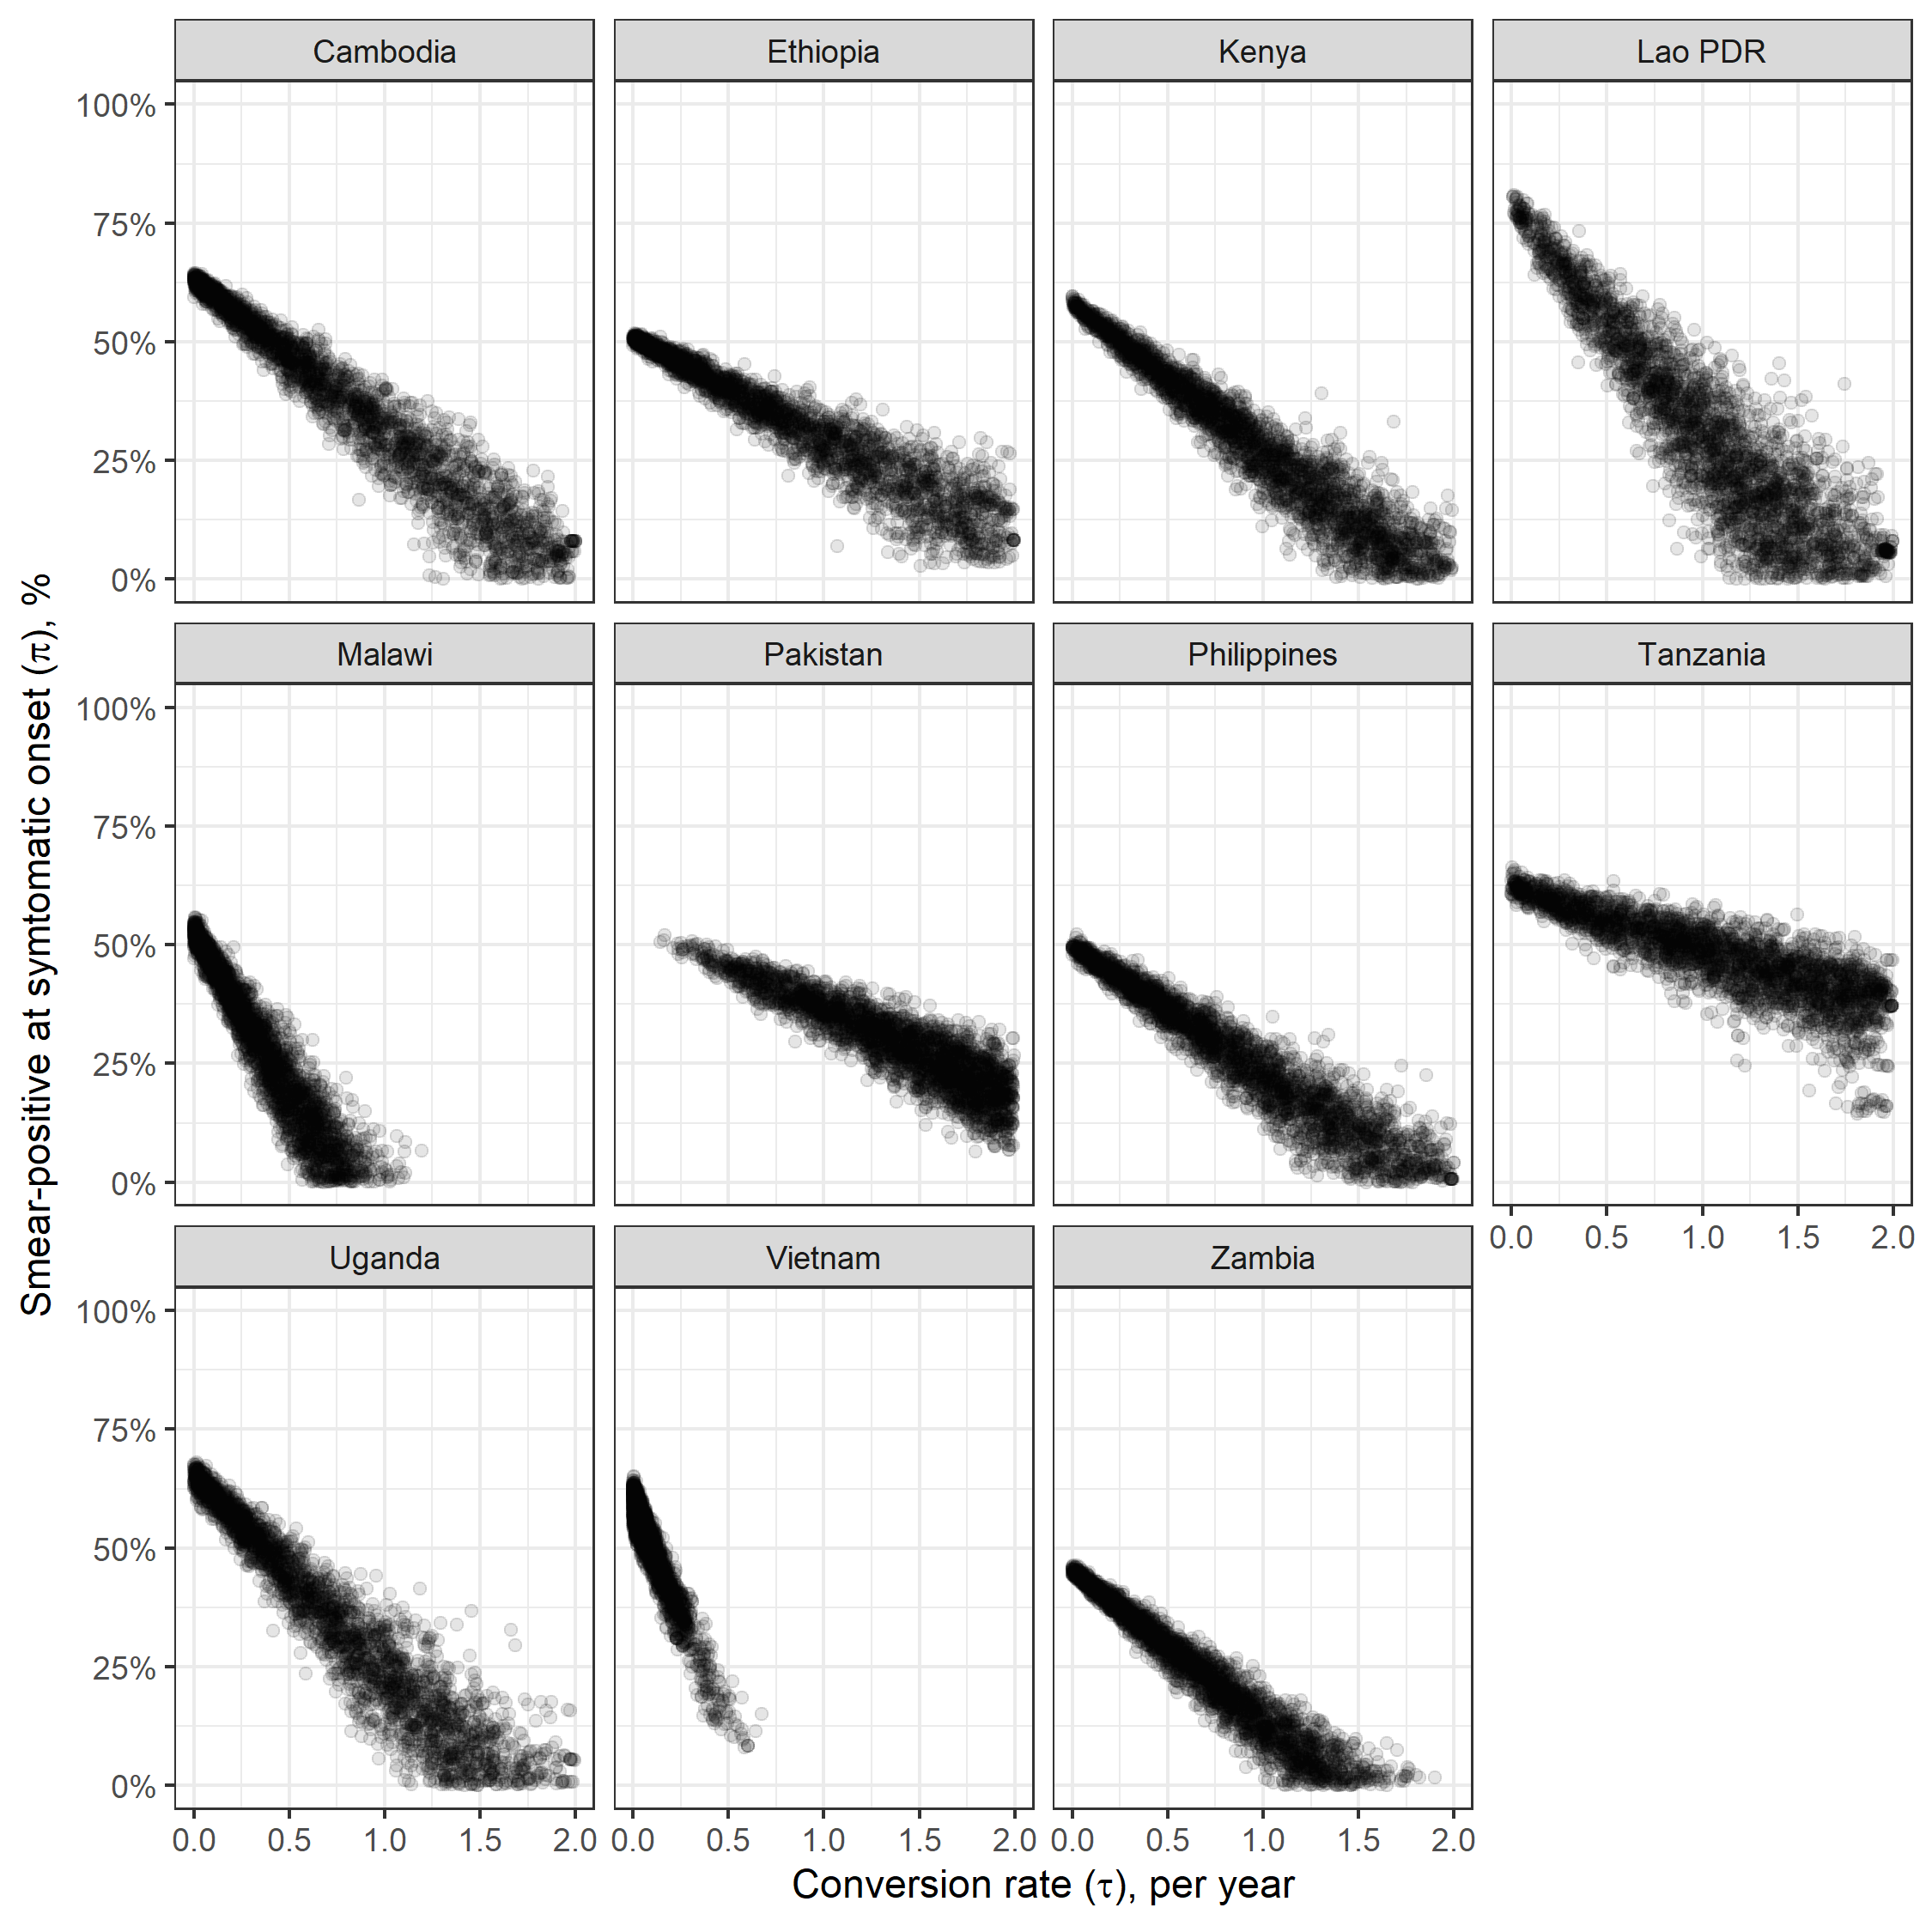 Cambodia
Ethiopia
Kenya
Lao PDR
100%
75%
50%
25%
0%
Malawi
Pakistan
Philippines
Tanzania
100%
75%
50%
25%
0%
0.0 0.5 1.0 1.5 2.0
Uganda
Vietnam
Zambia
100%
75%
50%
25%
0%
0.0 0.5 1.0 1.5 2.0
0.0 0.5 1.0 1.5 2.0
0.0 0.5 1.0 1.5 2.0
Conversion rate (τ), per year
Smear-positive at symtomatic onset (π), %